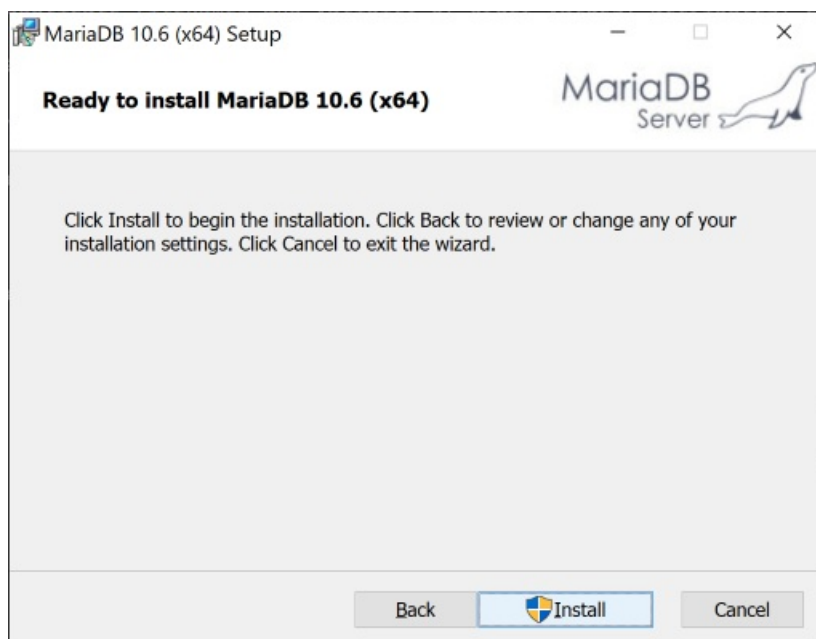 MariaDB 10.6 (x64) Setup
Ready to install MariaDB 10.6 (x64)
MariaDB
Server
Click Install to begin the installation. Click Back to review or change any of your
installation settings. Click Cancel to exit the wizard.
Back
Install
Cancel